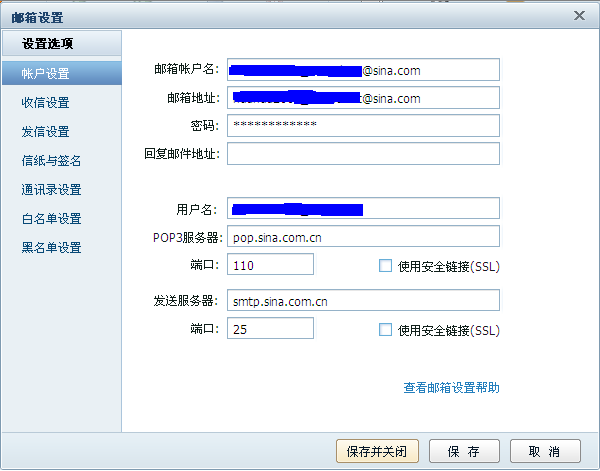 邮箱设置
设置选项
帐户设置
收信设置
发信设置
信纸与签名
通讯录设置
白名单设置
黑名单设置
邮箱帐户名: @sina.com
邮箱地址: @sina.com
密码: ************
回复邮件地址:
用户名:
POP3服务器: pop.sina.com.cn
端口: 110 使用安全链接(SSL)
发送服务器: smtp.sina.com.cn
端口: 25 使用安全链接(SSL)
查看邮箱设置帮助
保存并关闭 保 存 取 消